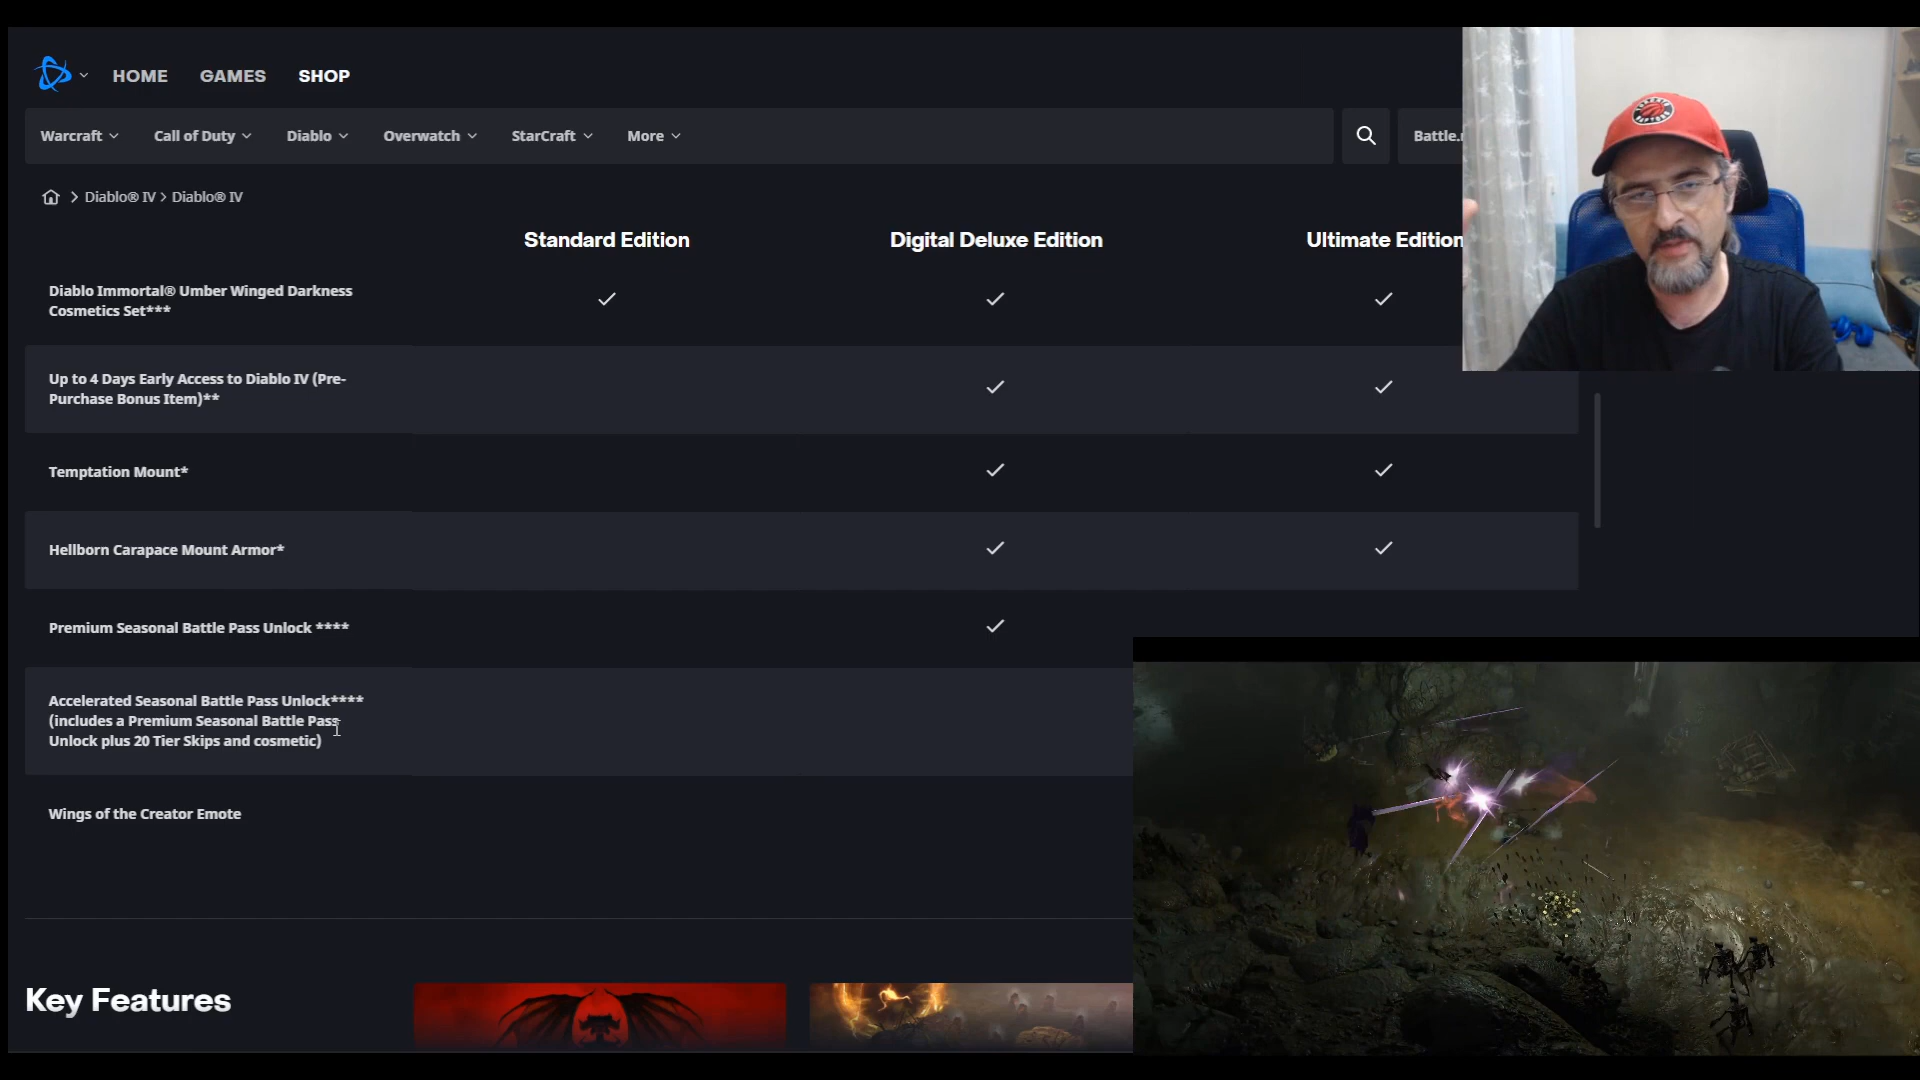 HOME GAMES SHOP
Warcraft Call of Duty Diablo Overwatch StarCraft More
Diablo® IV > Diablo® IV
Standard Edition Digital Deluxe Edition Ultimate Edition
Diablo Immortal® Umber Winged Darkness
Cosmetics Set***
Up to 4 Days Early Access to Diablo IV (Pre-
Purchase Bonus Item)**
Temptation Mount*
Hellborn Carapace Mount Armor*
Premium Seasonal Battle Pass Unlock ****
Accelerated Seasonal Battle Pass Unlock****
(includes a Premium Seasonal Battle Pass
Unlock plus 20 Tier Skips and cosmetic)
Wings of the Creator Emote
Key Features